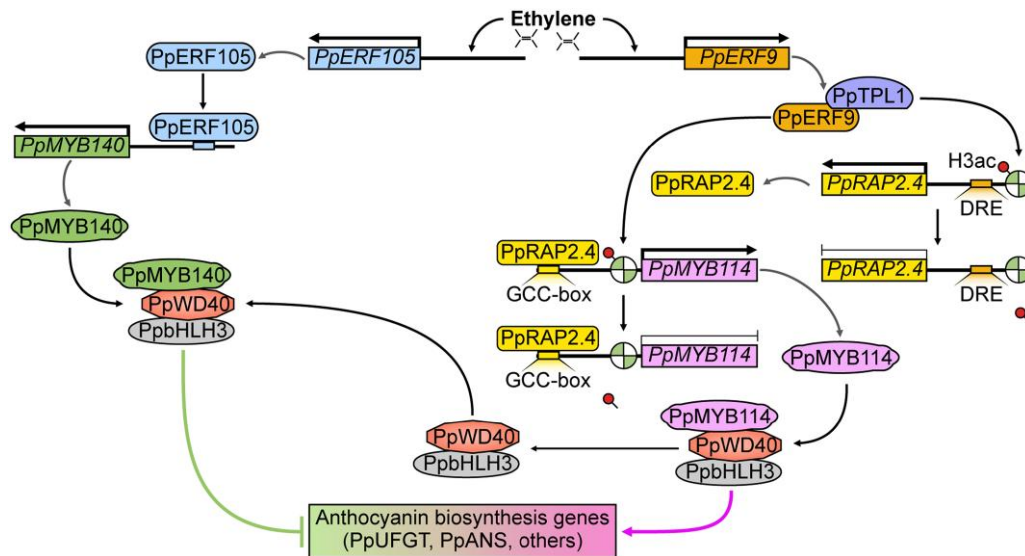 Ethylene
PpERF105
PpERF105
PpERF9
PpTPL1
PpERF105
PpERF9
PpMYB140
H3ac
PpRAP2.4
PpRAP2.4
DRE
PpMYB140
PpRAP2.4
PpMYB114
GCC-box
PpRAP2.4
DRE
PpMYB140
PpWD40
PpbHLH3
PpRAP2.4
PpMYB114
GCC-box
PpMYB114
PpMYB114
PpWD40
PpbHLH3
PpWD40
PpbHLH3
Anthocyanin biosynthesis genes
(PpUFGT, PpANS, others)